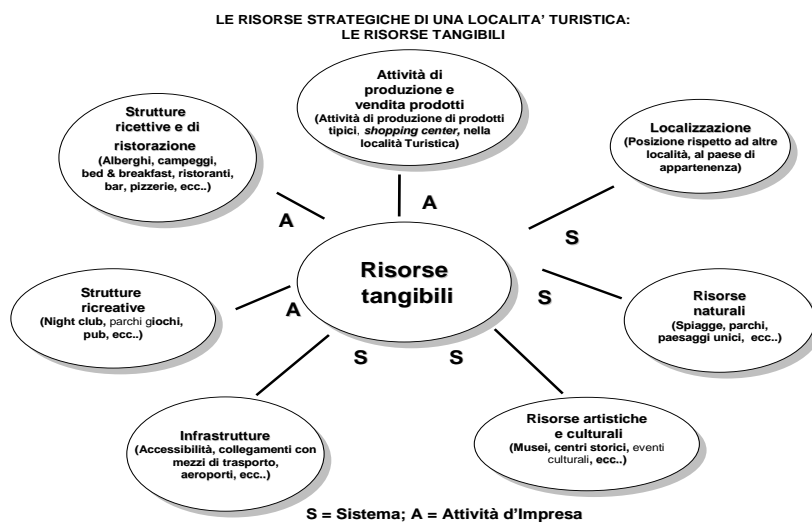 LE RISORSE STRATEGICHE DI UNA LOCALITA' TURISTICA:
LE RISORSE TANGIBILI
Attività di
produzione e
vendita prodotti
(Attività di produzione di prodotti
tipici, shopping center, nella
località Turistica)
Strutture
ricettive e di
ristorazione
(Alberghi, campeggi,
bed & breakfast, ristoranti,
bar, pizzerie, ecc..)
Localizzazione
(Posizione rispetto ad altre
località, al paese di
appartenenza)
A
A
S
Risorse
tangibili
Strutture
ricreative
(Night club, parchi giochi,
pub, ecc..)
A
S
Risorse
naturali
(Spiagge, parchi,
paesaggi unici, ecc..)
S
S
Infrastrutture
(Accessibilità, collegamenti con
mezzi di trasporto,
aeroporti, ecc..)
Risorse artistiche
e culturali
(Musei, centri storici, eventi
culturali, ecc..)
S = Sistema; A = Attività d'Impresa